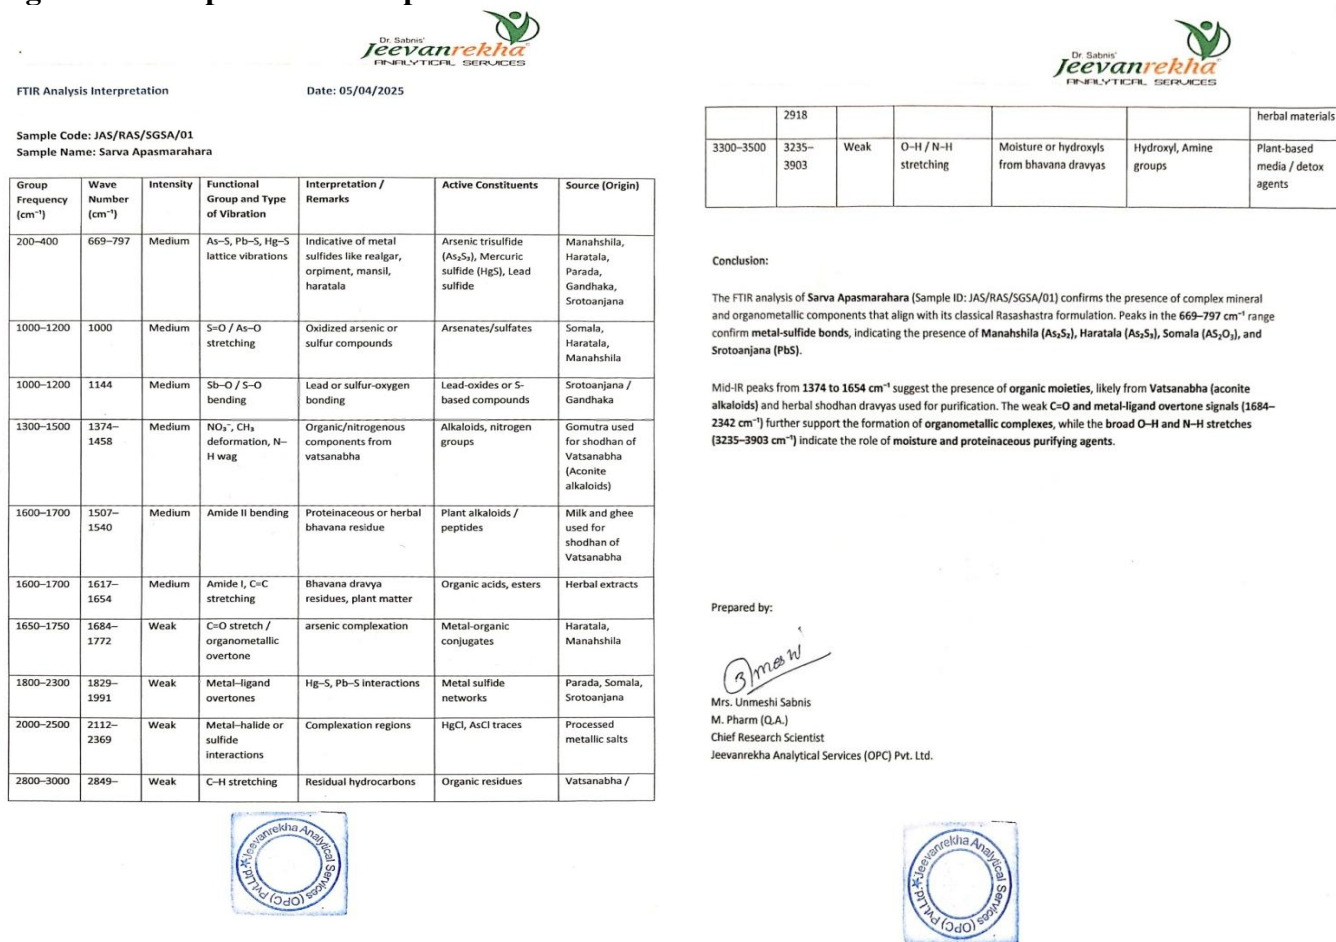 Dr. Sabnis'
Jeevanrekha
ANALYTICAL SERVICES
FTIR Analysis Interpretation
Date: 05/04/2025
Sample Code: JAS/RAS/SGSA/01
Sample Name: Sarva Apasmarahara
Group Frequency (cm⁻¹) Wave Number (cm⁻¹) Intensity Functional Group and Type of Vibration Interpretation / Remarks Active Constituents Source (Origin)
200–400 669–797 Medium As–S, Pb–S, Hg–S lattice vibrations Indicative of metal sulfides like realgar, orpiment, mansil, haratala Arsenic trisulfide (As₂S₃), Mercuric sulfide (HgS), Lead sulfide Manahshila, Haratala, Parada, Gandhaka, Srotoanjana
1000–1200 1000 Medium S=O / As–O stretching Oxidized arsenic or sulfur compounds Arsenates/sulfates Somala, Haratala, Manahshila
1000–1200 1144 Medium Sb–O / S–O bending Lead or sulfur-oxygen bonding Lead-oxides or S-based compounds Srotoanjana / Gandhaka
1300–1500 1374–1458 Medium NO₃⁻, CH₃ deformation, N–H wag Organic/nitrogenous components from vatsanabha Alkaloids, nitrogen groups Gomutra used for shodhan of Vatsanabha (Aconite alkaloids)
1600–1700 1507–1540 Medium Amide II bending Proteinaceous or herbal bhavana residue Plant alkaloids / peptides Milk and ghee used for shodhan of Vatsanabha
1600–1700 1617–1654 Medium Amide I, C=C stretching Bhavana dravya residues, plant matter Organic acids, esters Herbal extracts
1650–1750 1684–1772 Weak C=O stretch / organometallic overtone arsenic complexation Metal-organic conjugates Haratala, Manahshila
1800–2300 1829–1991 Weak Metal–ligand overtones Hg–S, Pb–S interactions Metal sulfide networks Parada, Somala, Srotoanjana
2000–2500 2112–2369 Weak Metal–halide or sulfide interactions Complexation regions HgCl, AsCl traces Processed metallic salts
2800–3000 2849– Weak C–H stretching Residual hydrocarbons Organic residues Vatsanabha /
Jeevanrekha Analytical Services (OPC) Pvt.Ltd.
Dr. Sabnis'
Jeevanrekha
ANALYTICAL SERVICES
2918 herbal materials
3300–3500 3235–3903 Weak O–H / N–H stretching Moisture or hydroxyls from bhavana dravyas Hydroxyl, Amine groups Plant-based media / detox agents
Conclusion:
The FTIR analysis of Sarva Apasmarahara (Sample ID: JAS/RAS/SGSA/01) confirms the presence of complex mineral
and organometallic components that align with its classical Rasashastra formulation. Peaks in the 669–797 cm⁻¹ range
confirm metal-sulfide bonds, indicating the presence of Manahshila (As₂S₂), Haratala (As₂S₃), Somala (AS₂O₃), and
Srotoanjana (PbS).
Mid-IR peaks from 1374 to 1654 cm⁻¹ suggest the presence of organic moieties, likely from Vatsanabha (aconite
alkaloids) and herbal shodhan dravyas used for purification. The weak C=O and metal-ligand overtone signals (1684–
2342 cm⁻¹) further support the formation of organometallic complexes, while the broad O–H and N–H stretches
(3235–3903 cm⁻¹) indicate the role of moisture and proteinaceous purifying agents.
Prepared by:
Mrs. Unmeshi Sabnis
M. Pharm (Q.A.)
Chief Research Scientist
Jeevanrekha Analytical Services (OPC) Pvt. Ltd.
Jeevanrekha Analytical Services (OPC) Pvt.Ltd.